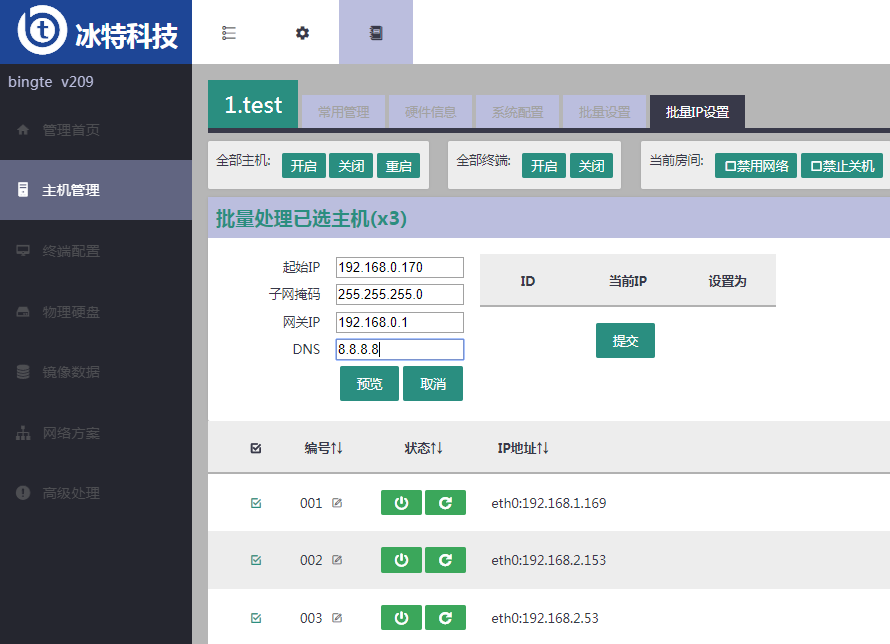 冰特科技
bingte v209
管理首页
主机管理
终端配置
物理硬盘
镜像数据
网络方案
高级处理
1.test 常用管理 硬件信息 系统配置 批量设置 批量IP设置
全部主机: 开启 关闭 重启 全部终端: 开启 关闭 当前房间: 禁用网络 禁止关机
批量处理已选主机(x3)
起始IP 192.168.0.170
子网掩码 255.255.255.0
网关IP 192.168.0.1
DNS 8.8.8.8
预览 取消
ID 当前IP 设置为
提交
编号↑↓ 状态↑↓ IP地址↑↓
001 eth0:192.168.1.169
002 eth0:192.168.2.153
003 eth0:192.168.2.53